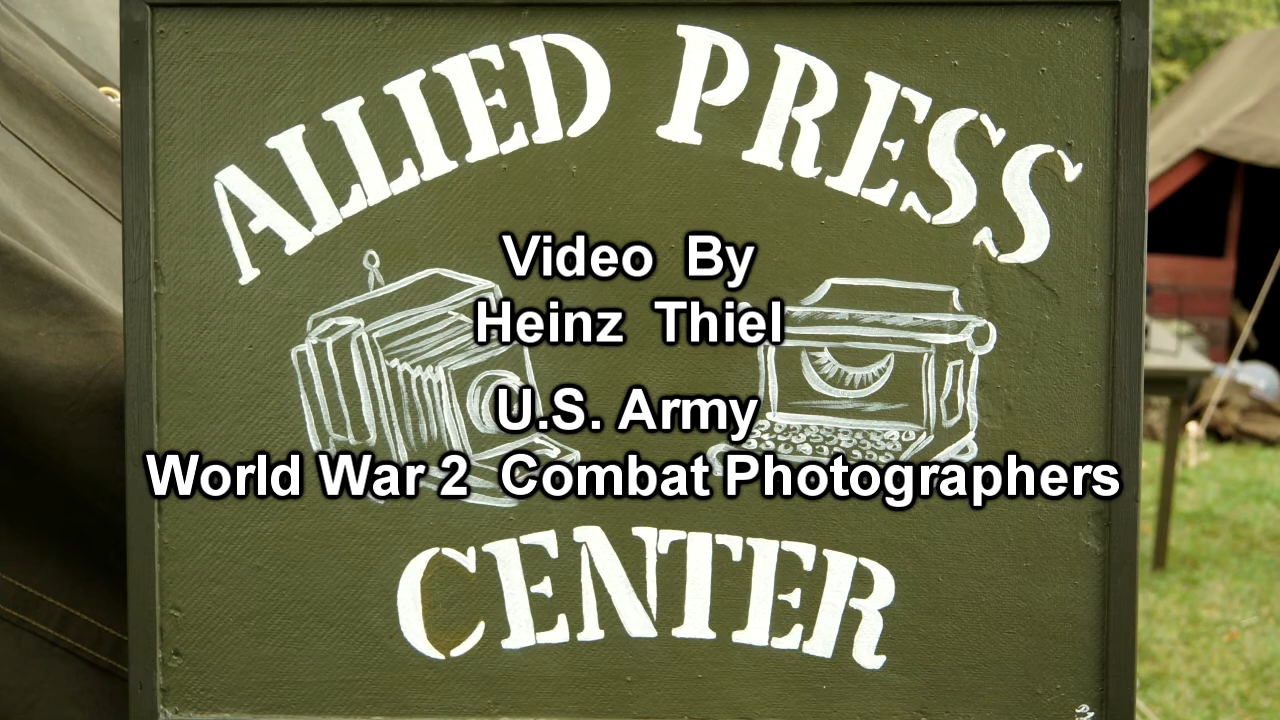 ALLIED PRESS
Video By
Heinz Thiel
U.S. Army
World War 2 Combat Photographers
CENTER